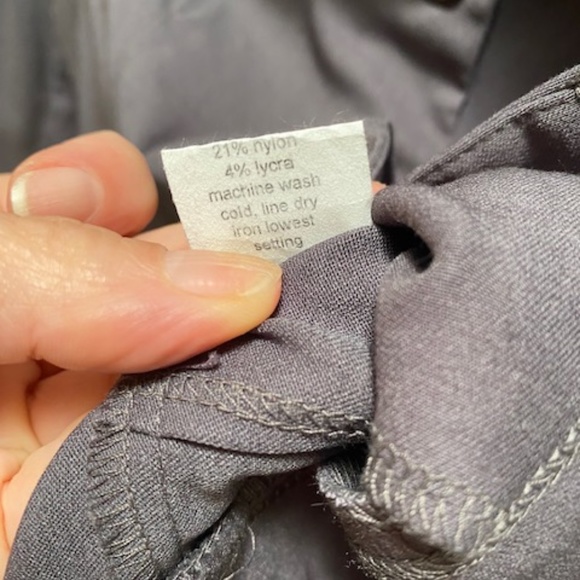 21% nylon
4% lycra
machine wash
cold, line dry
iron lowest
setting